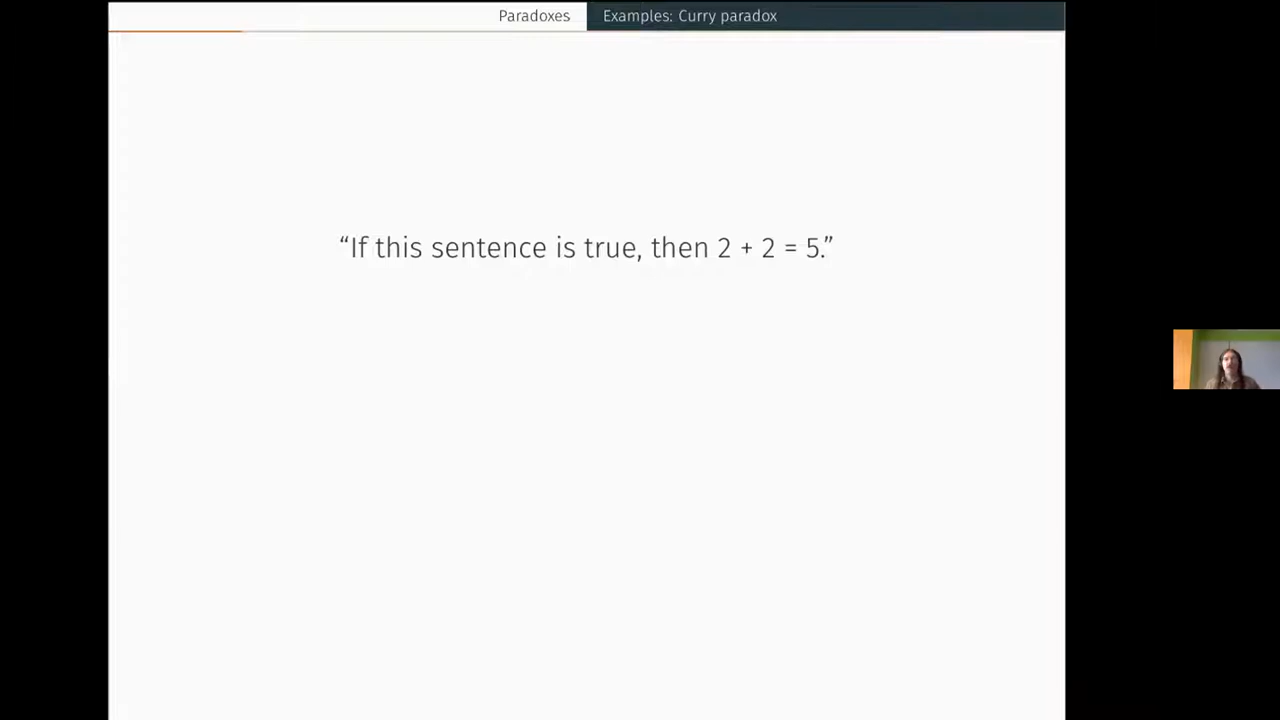 Paradoxes
Examples: Curry paradox
“If this sentence is true, then 2 + 2 = 5.”